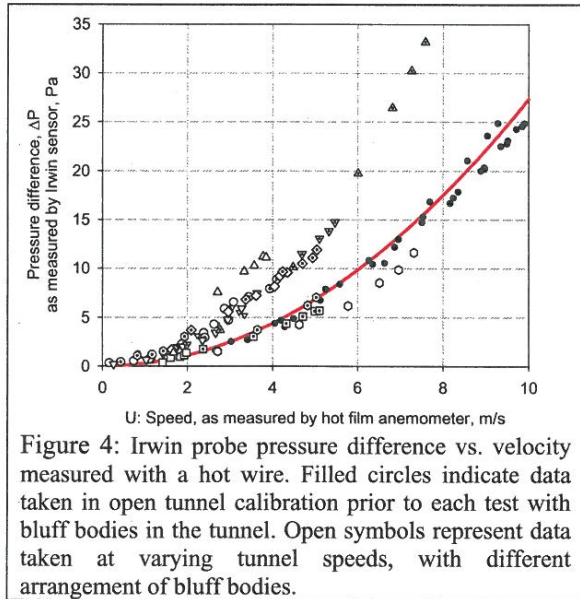 35
30
25
20
15
10
5
0
Pressure difference, ΔP
as measured by Irwin sensor, Pa
0 2 4 6 8 10
U: Speed, as measured by hot film anemometer, m/s
Figure 4: Irwin probe pressure difference vs. velocity
measured with a hot wire. Filled circles indicate data
taken in open tunnel calibration prior to each test with
bluff bodies in the tunnel. Open symbols represent data
taken at varying tunnel speeds, with different
arrangement of bluff bodies.